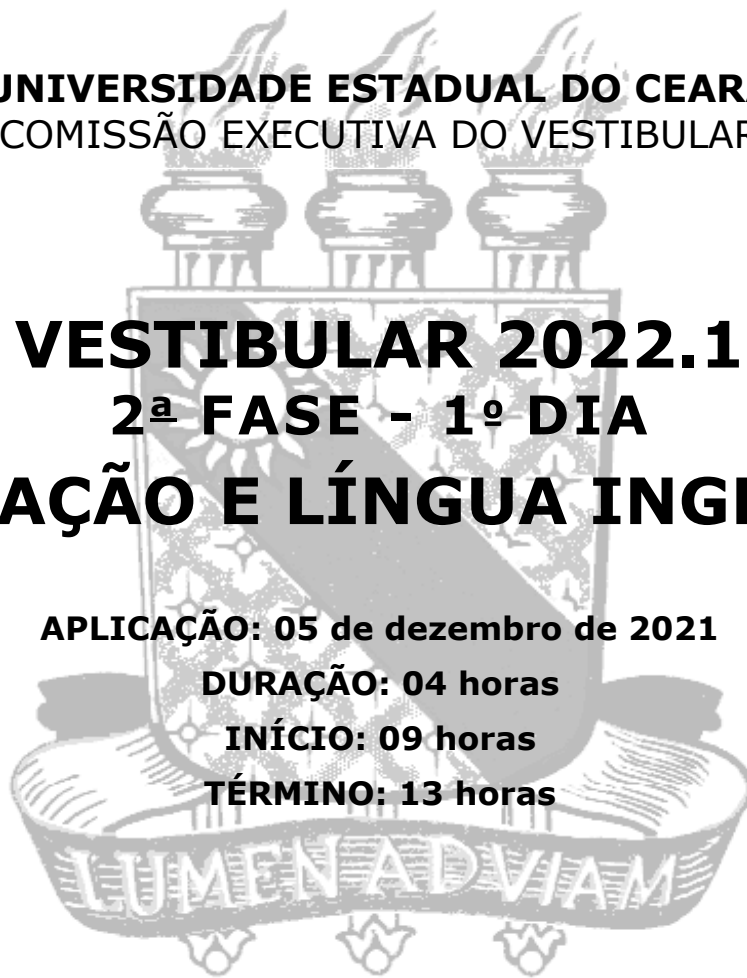 UNIVERSIDADE ESTADUAL DO CEAR
COMISSÃO EXECUTIVA DO VESTIBULAR
VESTIBULAR 2022.1
2ª FASE - 1º DIA
AÇÃO E LÍNGUA ING
APLICAÇÃO: 05 de dezembro de 2021
DURAÇÃO: 04 horas
INÍCIO: 09 horas
TÉRMINO: 13 horas
LUMEN AD VIAM